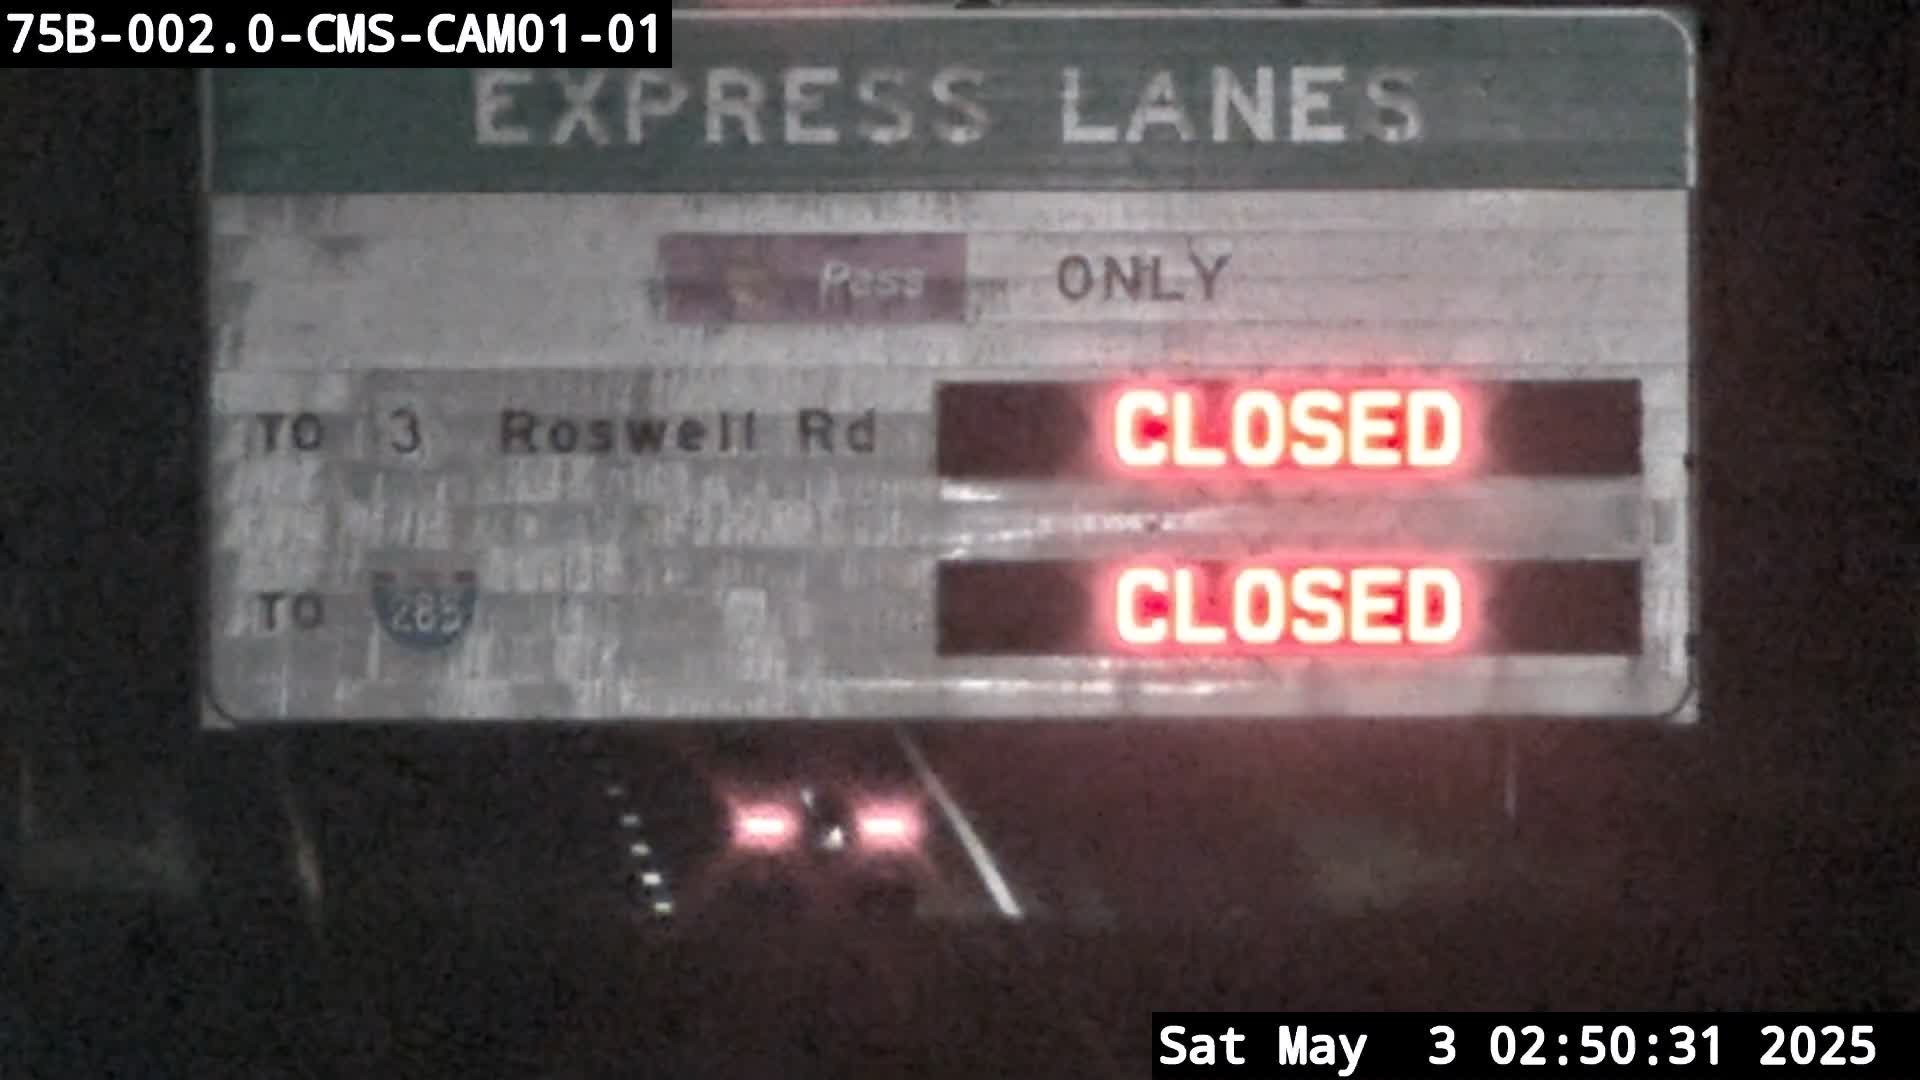 75B-002.0-CMS-CAM01-01
EXPRESS LANES
Pass ONLY
TO 3 Roswell Rd CLOSED
TO 285 CLOSED
Sat May 3 02:50:31 2025